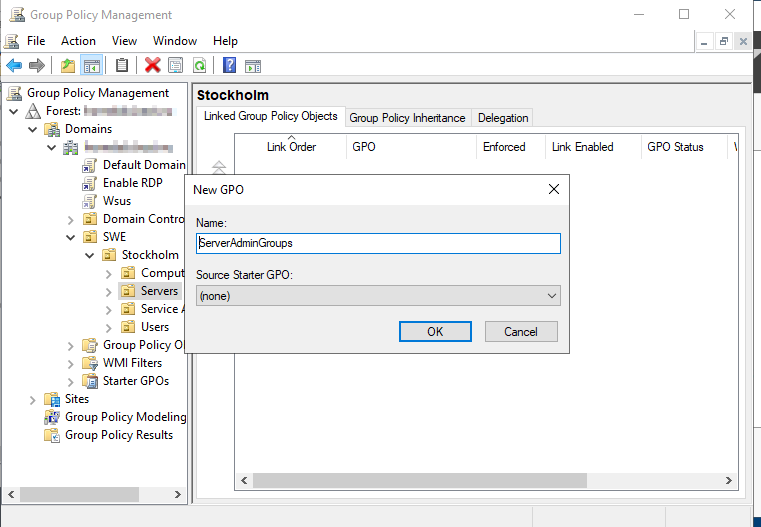 Group Policy Management
File Action View Window Help
Group Policy Management
Forest:
Domains
Default Domain
Enable RDP
Wsus
Domain Contro
SWE
Stockholm
Comput
Servers
Service A
Users
Group Policy Ol
WMI Filters
Starter GPOs
Sites
Group Policy Modeling
Group Policy Results
Stockholm
Linked Group Policy Objects Group Policy Inheritance Delegation
Link Order GPO Enforced Link Enabled GPO Status
New GPO
Name:
ServerAdminGroups
Source Starter GPO:
(none)
OK Cancel